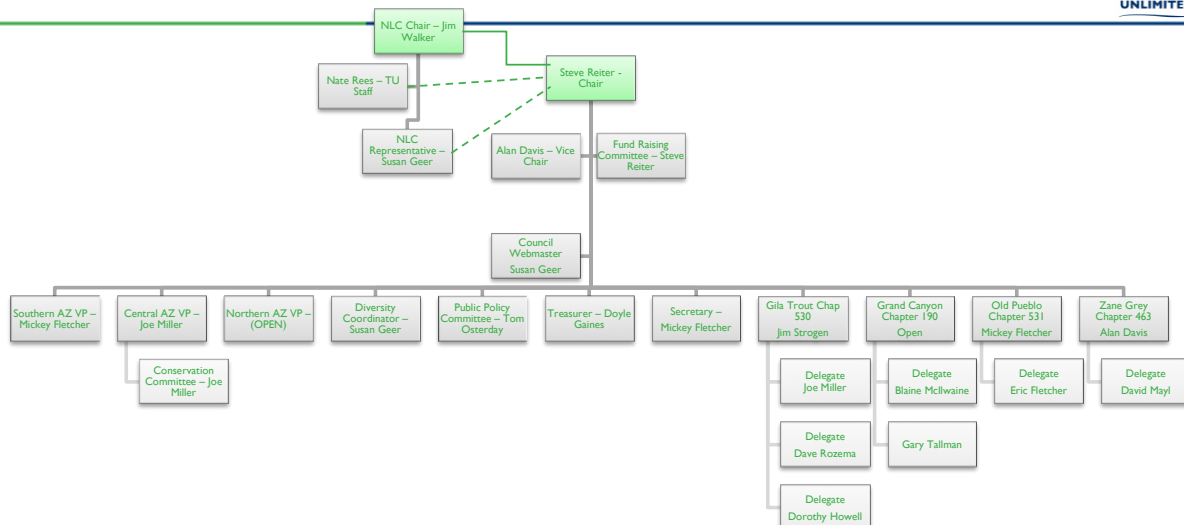 UNLIMITE
NLC Chair – Jim
Walker
Steve Reiter -
Chair
Nate Rees – TU
Staff
NLC
Representative –
Susan Geer
Alan Davis – Vice
Chair
Fund Raising
Committee – Steve
Reiter
Council
Webmaster
Susan Geer
Southern AZ VP –
Mickey Fletcher
Central AZ VP –
Joe Miller
Northern AZ VP –
(OPEN)
Diversity
Coordinator –
Susan Geer
Public Policy
Committee – Tom
Osterday
Treasurer – Doyle
Gaines
Secretary –
Mickey Fletcher
Gila Trout Chap
530
Jim Strogen
Grand Canyon
Chapter 190
Open
Old Pueblo
Chapter 531
Mickey Fletcher
Zane Grey
Chapter 463
Alan Davis
Conservation
Committee – Joe
Miller
Delegate
Joe Miller
Delegate
Blaine McIlwaine
Delegate
Eric Fletcher
Delegate
David Mayl
Delegate
Dave Rozema
Gary Tallman
Delegate
Dorothy Howell